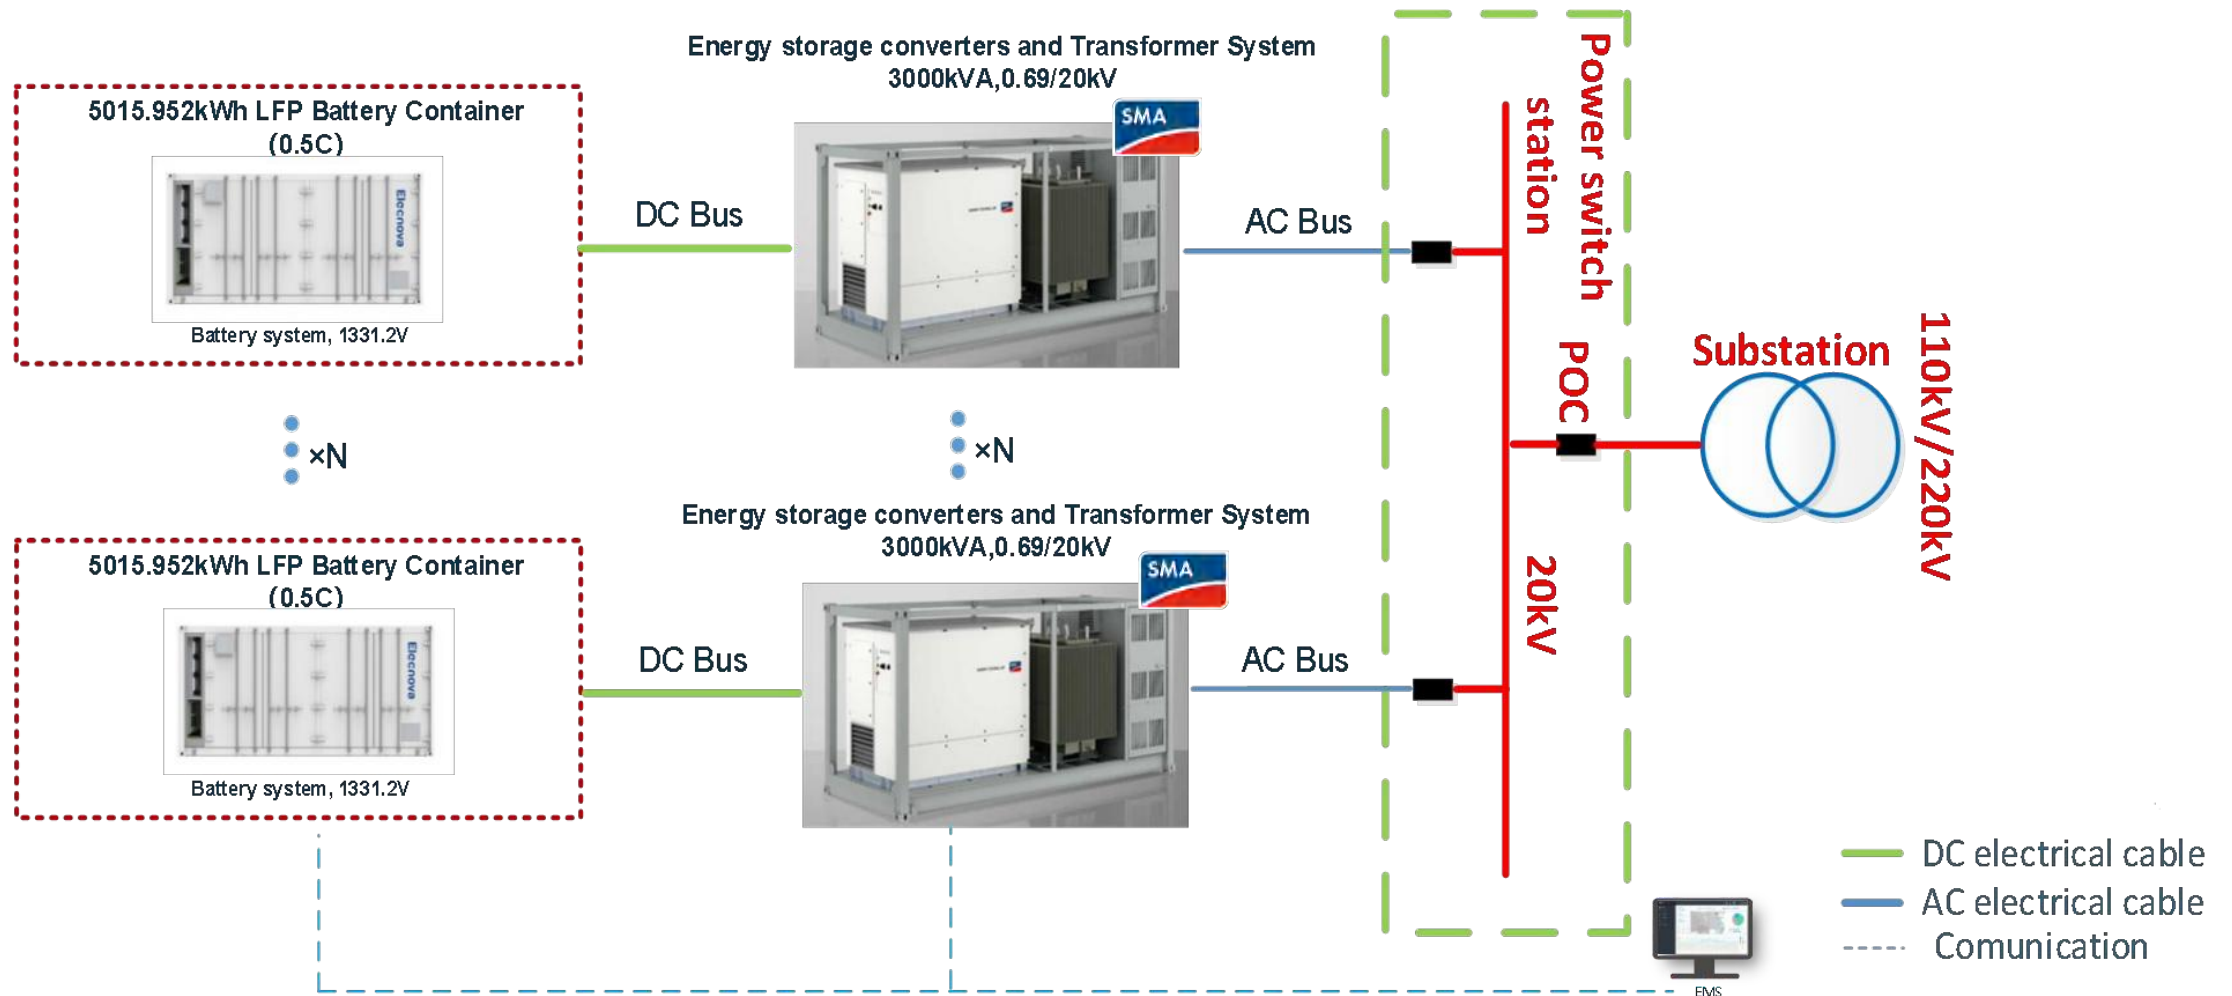 Energy storage converters and Transformer System
3000kVA,0.69/20kV
5015.952kWh LFP Battery Container
(0.5C)
Elecnova
Battery system, 1331.2V
DC Bus
SMA
AC Bus
Power switch
station
×N
×N
POC
Substation
110kV/220kV
Energy storage converters and Transformer System
3000kVA,0.69/20kV
5015.952kWh LFP Battery Container
(0.5C)
Elecnova
Battery system, 1331.2V
DC Bus
SMA
AC Bus
20kV
DC electrical cable
AC electrical cable
Comunication
EMS